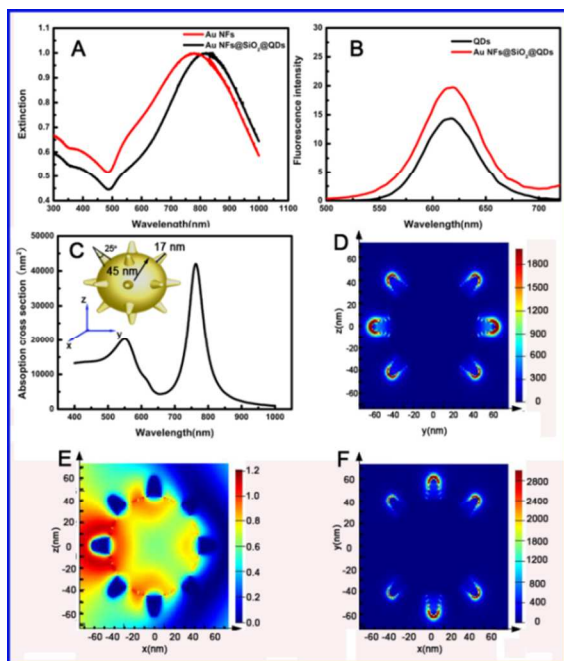 A
Au NFs
Au NFs@SiO2@QDs
Extinction
1.0
0.9
0.8
0.7
0.6
0.5
0.4
300 400 500 600 700 800 900 1000 1100
Wavelength(nm)
B
QDs
Au NFs@SiO2@QDs
Fluorescence intensity
35
30
25
20
15
10
5
0
500 550 600 650 700
Wavelength(nm)
C
25°
45 nm
17 nm
z
x
y
Absoption cross section (nm²)
50000
40000
30000
20000
10000
0
400 500 600 700 800 900 1000
Wavelength(nm)
D
z(nm)
60
40
20
0
-20
-40
-60
-60 -40 -20 0 20 40 60
y(nm)
1800
1500
1200
900
600
300
0
E
z(nm)
60
40
20
0
-20
-40
-60
-60 -40 -20 0 20 40 60
x(nm)
1.2
1.0
0.8
0.6
0.4
0.2
0.0
F
y(nm)
60
40
20
0
-20
-40
-60
-60 -40 -20 0 20 40 60
x(nm)
2800
2400
2000
1600
1200
800
400
0